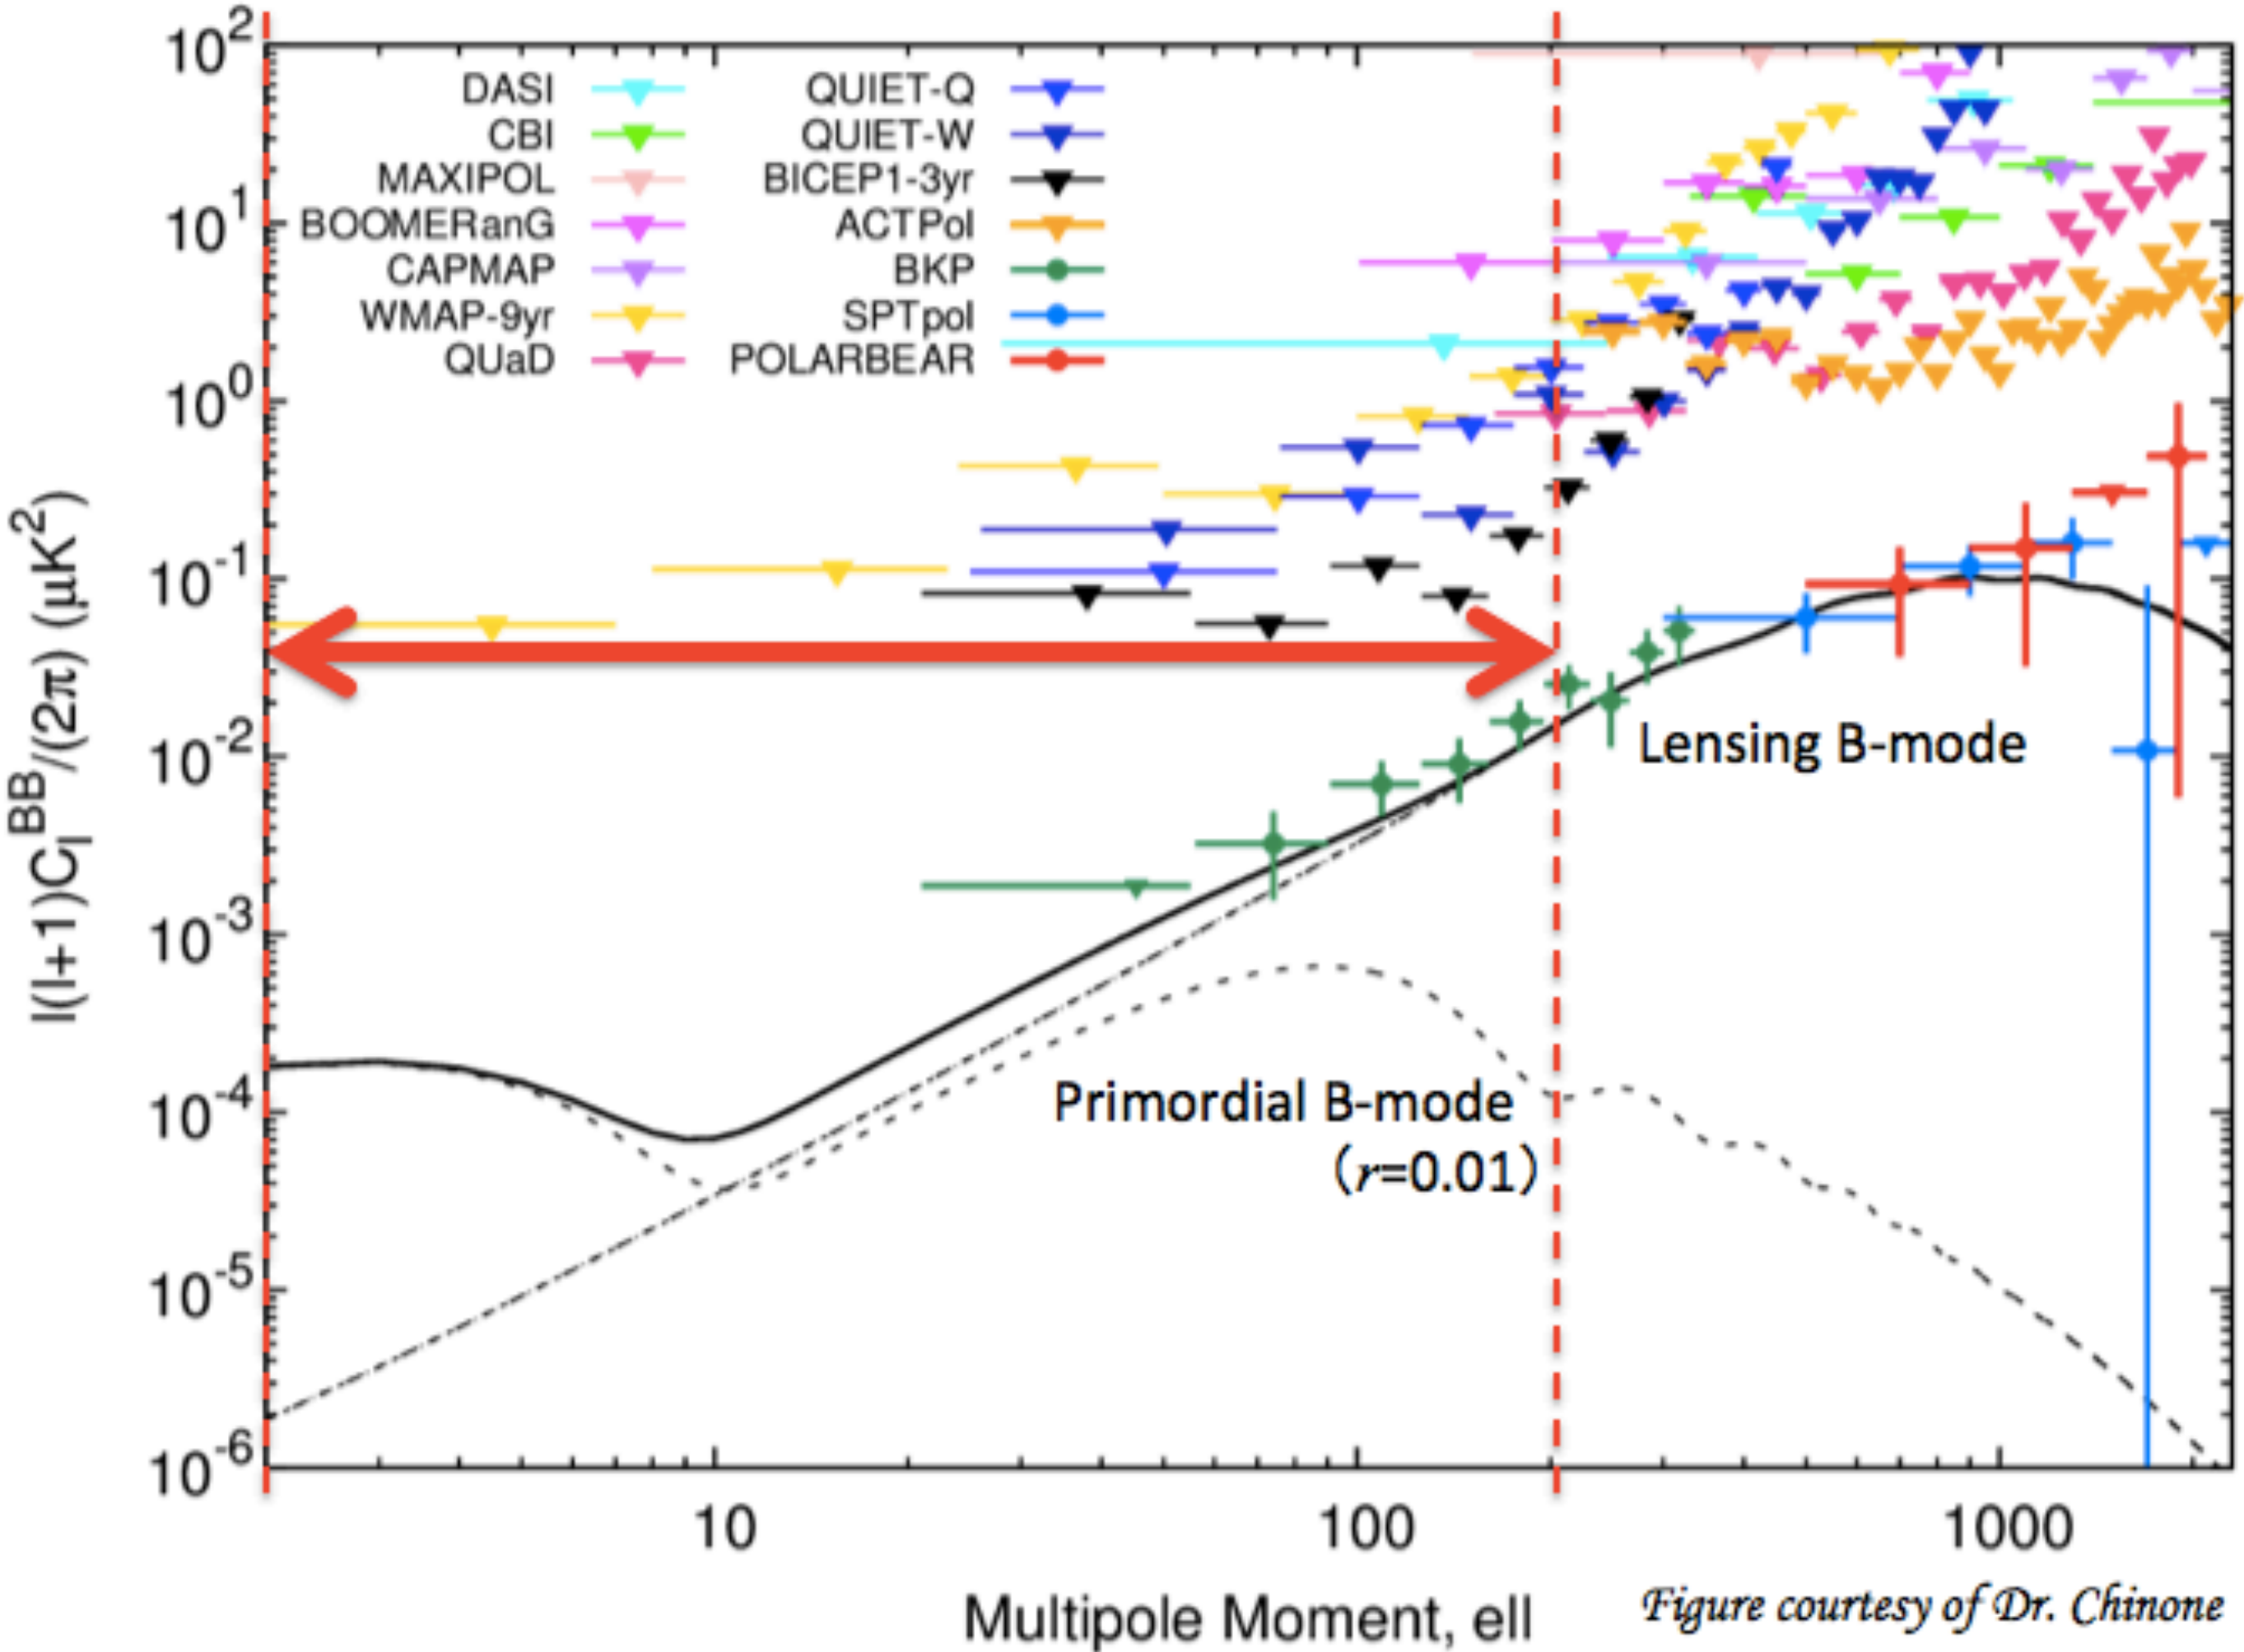 10²
10¹
10⁰
10⁻¹
10⁻²
10⁻³
10⁻⁴
10⁻⁵
10⁻⁶
l(l+1)C_l^BB/(2π) (μK²)
DASI
CBI
MAXIPOL
BOOMERanG
CAPMAP
WMAP-9yr
QUaD
QUIET-Q
QUIET-W
BICEP1-3yr
ACTPol
BKP
SPTpol
POLARBEAR
Lensing B-mode
Primordial B-mode
(r=0.01)
10
100
1000
Multipole Moment, ell
Figure courtesy of Dr. Chinone